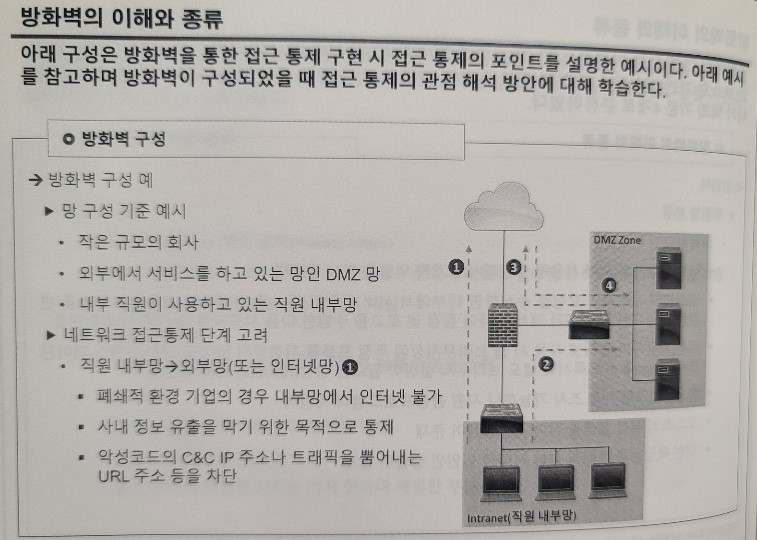 방화벽의 이해와 종류
아래 구성은 방화벽을 통한 접근 통제 구현 시 접근 통제의 포인트를 설명한 예시이다. 아래 예시
를 참고하며 방화벽이 구성되었을 때 접근 통제의 관점 해석 방안에 대해 학습한다.
방화벽 구성
→ 방화벽 구성 예
▶ 망 구성 기준 예시
• 작은 규모의 회사
• 외부에서 서비스를 하고 있는 망인 DMZ 망
• 내부 직원이 사용하고 있는 직원 내부망
▶ 네트워크 접근통제 단계 고려
• 직원 내부망→외부망(또는 인터넷망)❶
▪ 폐쇄적 환경 기업의 경우 내부망에서 인터넷 불가
▪ 사내 정보 유출을 막기 위한 목적으로 통제
▪ 악성코드의 C&C IP 주소나 트래픽을 뿜어내는
URL 주소 등을 차단
DMZ Zone
❶
❸
❹
❷
Intranet(직원 내부망)